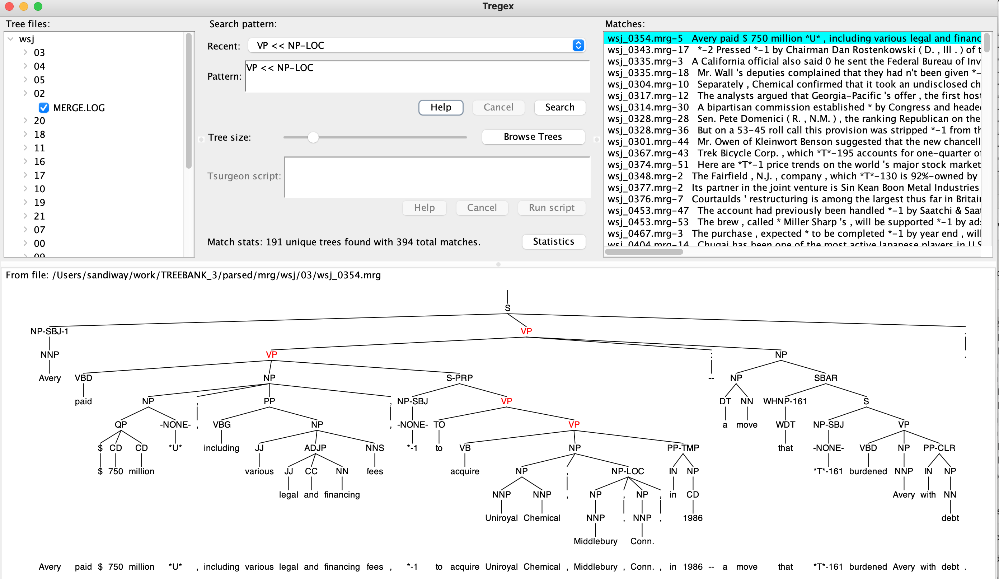 Tregex
Tree files:
wsj
03
04
05
02
MERGE.LOG
20
18
11
16
17
10
19
21
07
00
09
Search pattern:
Recent: VP << NP-LOC
Pattern: VP << NP-LOC
Help Cancel Search
Tree size: Browse Trees
Tsurgeon script:
Help Cancel Run script
Match stats: 191 unique trees found with 394 total matches. Statistics
Matches:
wsj_0354.mrg-5 Avery paid $ 750 million *U* , including various legal and financ
wsj_0343.mrg-17 *-2 Pressed *-1 by Chairman Dan Rostenkowski ( D. , Ill . ) of t
wsj_0335.mrg-3 A California official also said 0 he sent the Federal Bureau of Inv
wsj_0335.mrg-18 Mr. Wall 's deputies complained that they had n't been given *-
wsj_0304.mrg-10 Separately , Chemical confirmed that it took an undisclosed ch
wsj_0317.mrg-12 The analysts argued that Georgia-Pacific 's offer , the first host
wsj_0314.mrg-30 A bipartisan commission established * by Congress and heade
wsj_0328.mrg-28 Sen. Pete Domenici ( R. , N.M. ) , the ranking Republican on the
wsj_0328.mrg-36 But on a 53-45 roll call this provision was stripped *-1 from th
wsj_0301.mrg-44 Mr. Owen of Kleinwort Benson suggested that the new chancell
wsj_0367.mrg-43 Trek Bicycle Corp. , which *T*-195 accounts for one-quarter of
wsj_0374.mrg-51 Here are *T*-1 price trends on the world 's major stock market
wsj_0348.mrg-2 The Fairfield , N.J. , company , which *T*-130 is 92%-owned by
wsj_0377.mrg-2 Its partner in the joint venture is Sin Kean Boon Metal Industries
wsj_0376.mrg-7 Courtaulds ' restructuring is among the largest thus far in Britain
wsj_0453.mrg-47 The account had previously been handled *-1 by Saatchi & Saat
wsj_0453.mrg-53 The brew , called * Miller Sharp 's , will be supported *-1 by ads
wsj_0467.mrg-3 The purchase , expected * to be completed *-1 by year end , will
wsj_0404.mrg-14 Chugai has been one of the most active Japanese players in U.S
From file: /Users/sandiway/work/TREEBANK_3/parsed/mrg/wsj/03/wsj_0354.mrg
S
NP-SBJ-1 VP .
NNP VP : NP .
Avery VBD NP S-PRP -- NP SBAR
paid NP , PP , NP-SBJ VP DT NN WHNP-161 S
QP -NONE- , VBG NP , -NONE- TO VP a move WDT NP-SBJ VP
$ CD CD *U* including JJ ADJP NNS *-1 to VB NP PP-TMP that -NONE- VBD NP PP-CLR
$ 750 million various JJ CC NN fees acquire NP , NP-LOC IN NP *T*-161 burdened NNP IN NP
legal and financing NNP NNP , NP , NP , in CD Avery with NN
Uniroyal Chemical NNP , NNP , 1986 debt
Middlebury Conn.
Avery paid $ 750 million *U* , including various legal and financing fees , *-1 to acquire Uniroyal Chemical , Middlebury , Conn. , in 1986 -- a move that *T*-161 burdened Avery with debt .